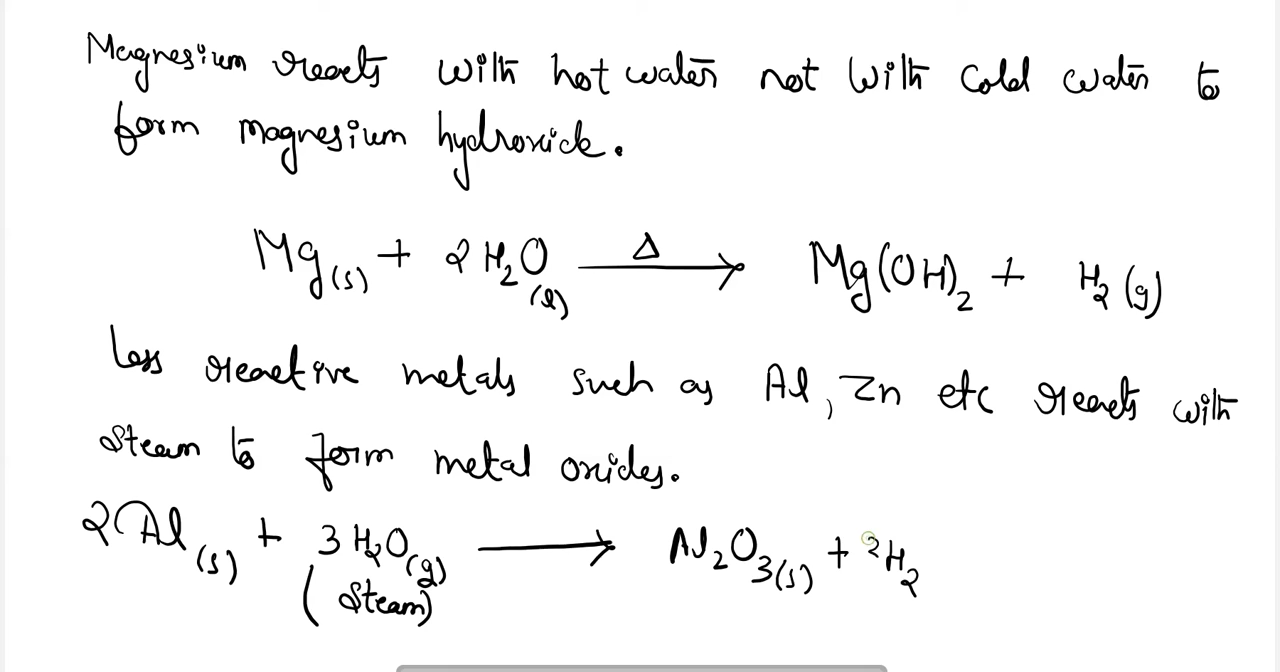 Magnesium reacts with hot water not with cold water to
form magnesium hydroxide.
Mg(s) + 2H₂O(l) —Δ→ Mg(OH)₂ + H₂(g)
Less reactive metals such as Al, Zn etc reacts with
steam to form metal oxides.
2Al(s) + 3H₂O(g) → Al₂O₃(s) + 2H₂
(steam)